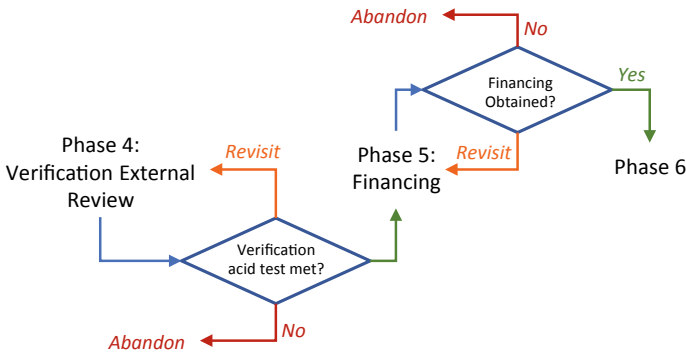 Abandon
No
Financing
Obtained?
Yes
Phase 4:
Verification External
Review
Revisit
Phase 5:
Financing
Revisit
Phase 6
Verification
acid test met?
No
Abandon